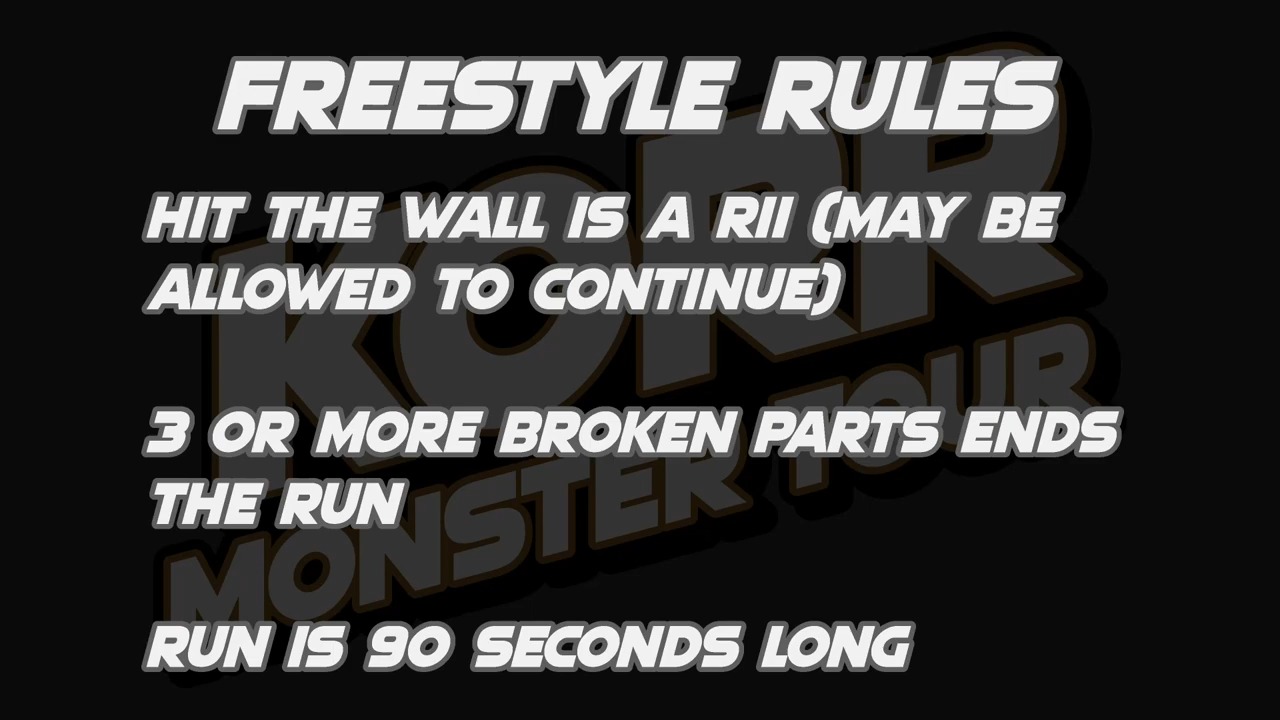 FREESTYLE RULES
HIT THE WALL IS A RII (MAY BE
ALLOWED TO CONTINUE)
3 OR MORE BROKEN PARTS ENDS
THE RUN
RUN IS 90 SECONDS LONG
KORR
MONSTER TOUR